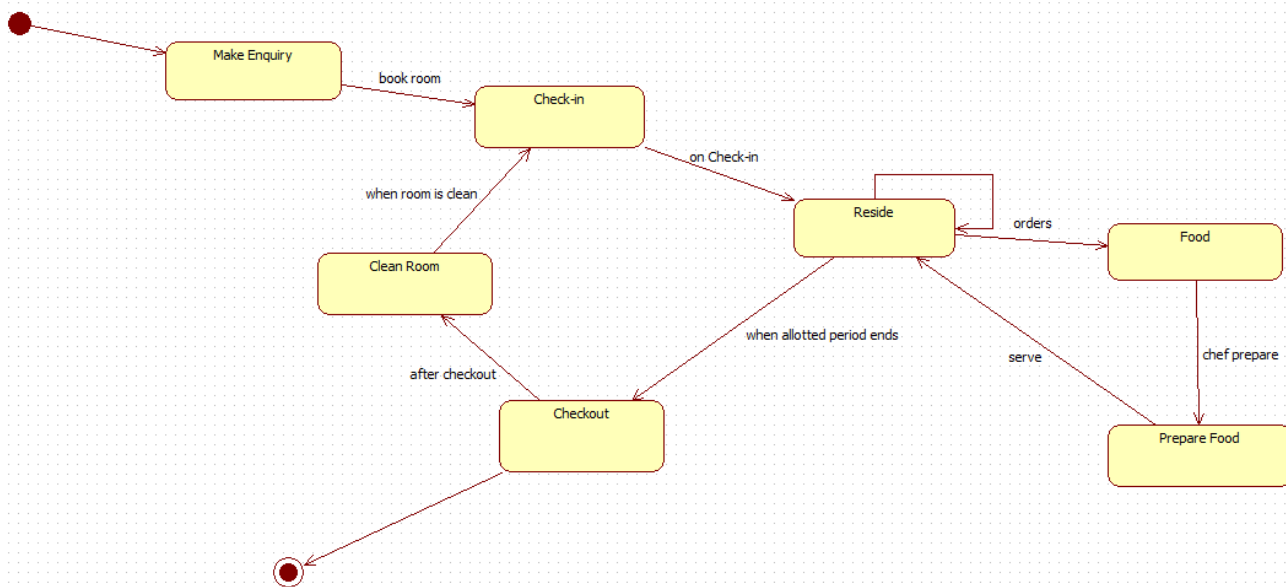 Make Enquiry
book room
Check-in
on Check-in
when room is clean
Reside
orders
Food
Clean Room
when allotted period ends
serve
chef prepare
after checkout
Checkout
Prepare Food